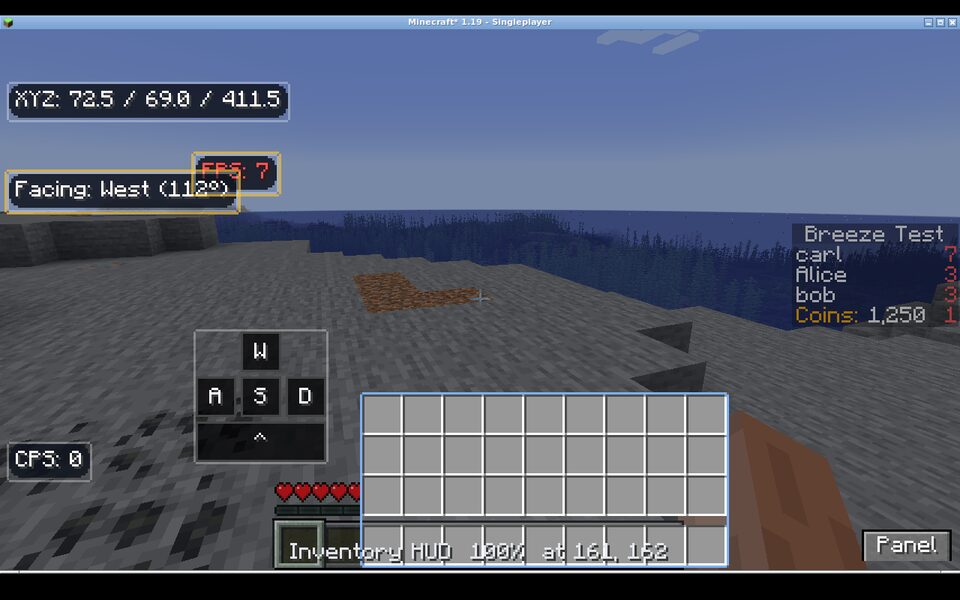 Minecraft* 1.19 - Singleplayer
XYZ: 72.5 / 69.0 / 411.5
FPS: 7
Facing: West (112°)
Breeze Test
carl 7
Alice 3
bob 3
Coins: 1,250 1
W
A S D
^
CPS: 0
Inventory HUD 100% at 161, 162
Panel